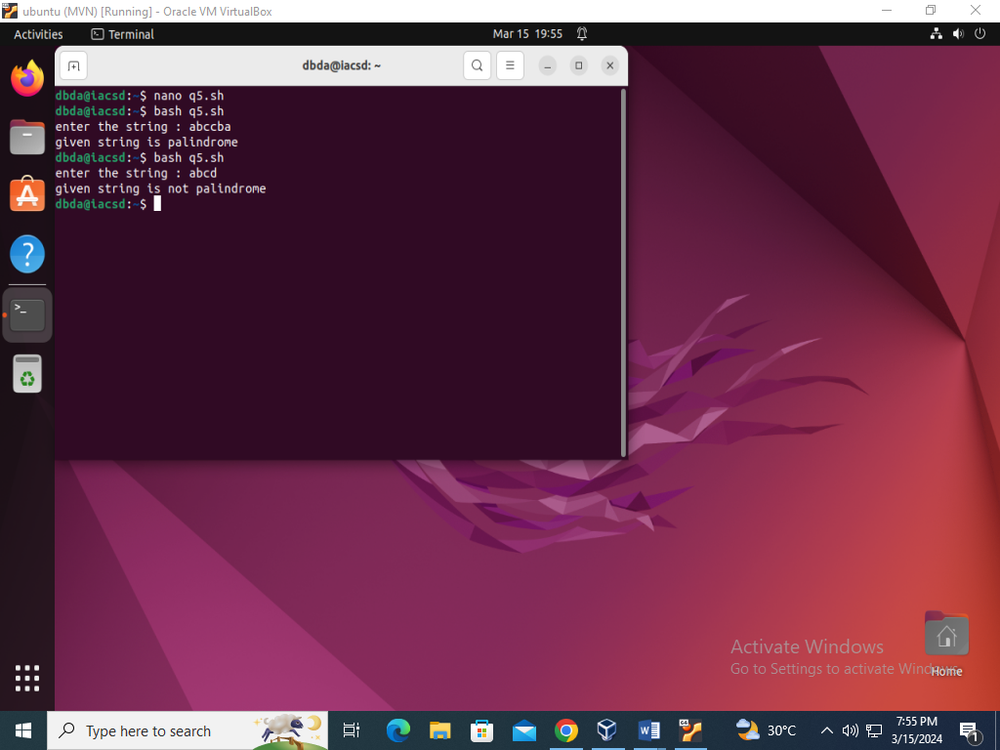 ubuntu (MVN) [Running] - Oracle VM VirtualBox
Activities Terminal Mar 15 19:55
dbda@iacsd: ~
dbda@iacsd:~$ nano q5.sh
dbda@iacsd:~$ bash q5.sh
enter the string : abccba
given string is palindrome
dbda@iacsd:~$ bash q5.sh
enter the string : abcd
given string is not palindrome
dbda@iacsd:~$
Activate Windows
Go to Settings to activate Windows.
Home
Type here to search
30°C
7:55 PM
3/15/2024
1